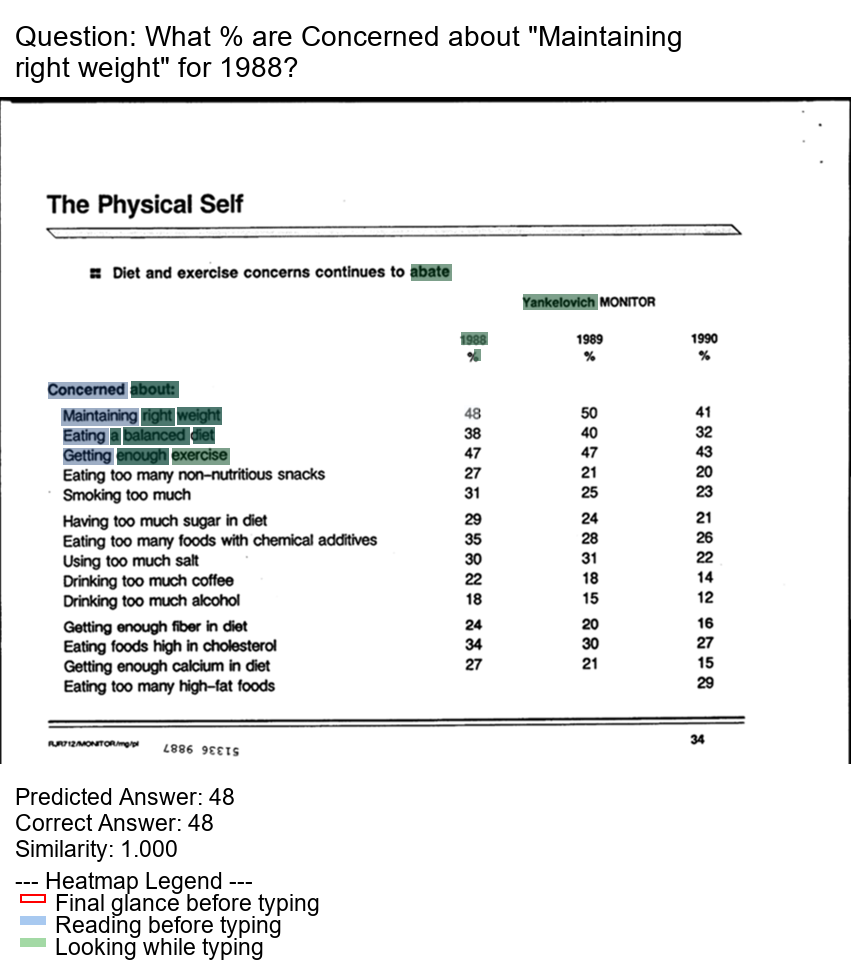 Question: What % are Concerned about "Maintaining
right weight" for 1988?
The Physical Self
Diet and exercise concerns continues to abate
Yankelovich MONITOR
1988 1989 1990
% % %
Concerned about:
Maintaining right weight 48 50 41
Eating a balanced diet 38 40 32
Getting enough exercise 47 47 43
Eating too many non-nutritious snacks 27 21 20
Smoking too much 31 25 23
Having too much sugar in diet 29 24 21
Eating too many foods with chemical additives 35 28 26
Using too much salt 30 31 22
Drinking too much coffee 22 18 14
Drinking too much alcohol 18 15 12
Getting enough fiber in diet 24 20 16
Eating foods high in cholesterol 34 30 27
Getting enough calcium in diet 27 21 15
Eating too many high-fat foods 29
RJR712/MONITOR/mg/pl 51336 9887 34
Predicted Answer: 48
Correct Answer: 48
Similarity: 1.000
--- Heatmap Legend ---
Final glance before typing
Reading before typing
Looking while typing